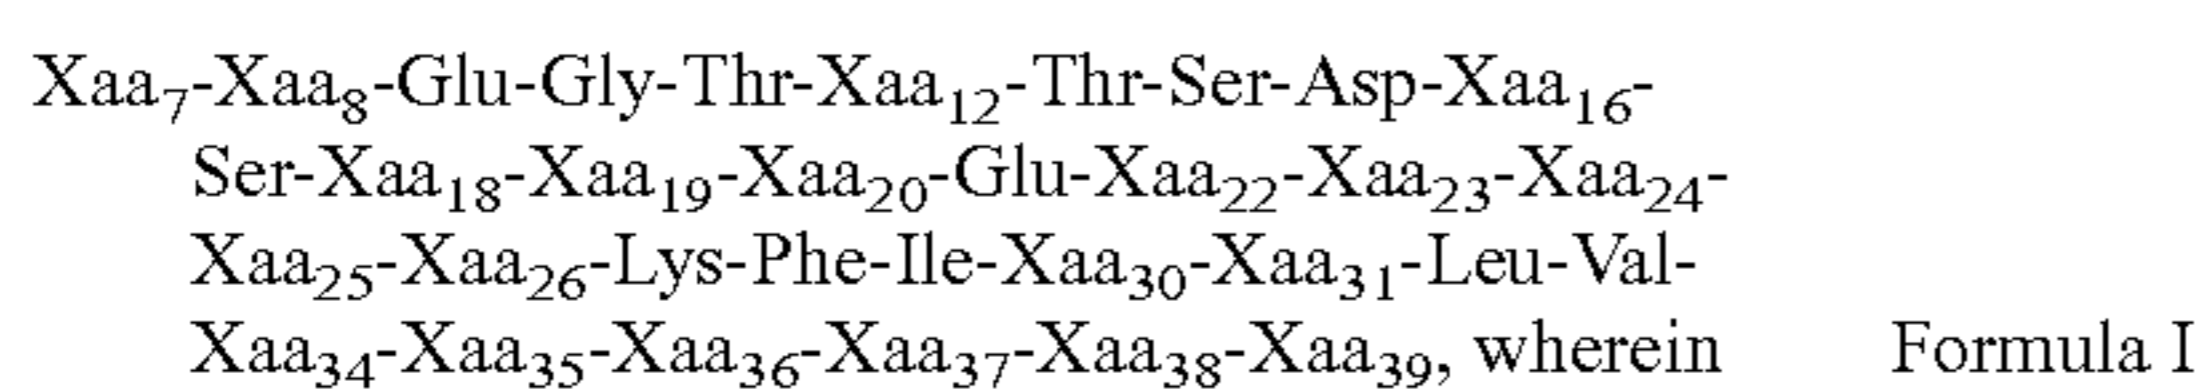 Xaa₇-Xaa₈-Glu-Gly-Thr-Xaa₁₂-Thr-Ser-Asp-Xaa₁₆-
Ser-Xaa₁₈-Xaa₁₉-Xaa₂₀-Glu-Xaa₂₂-Xaa₂₃-Xaa₂₄-
Xaa₂₅-Xaa₂₆-Lys-Phe-Ile-Xaa₃₀-Xaa₃₁-Leu-Val-
Xaa₃₄-Xaa₃₅-Xaa₃₆-Xaa₃₇-Xaa₃₈-Xaa₃₉, wherein Formula I